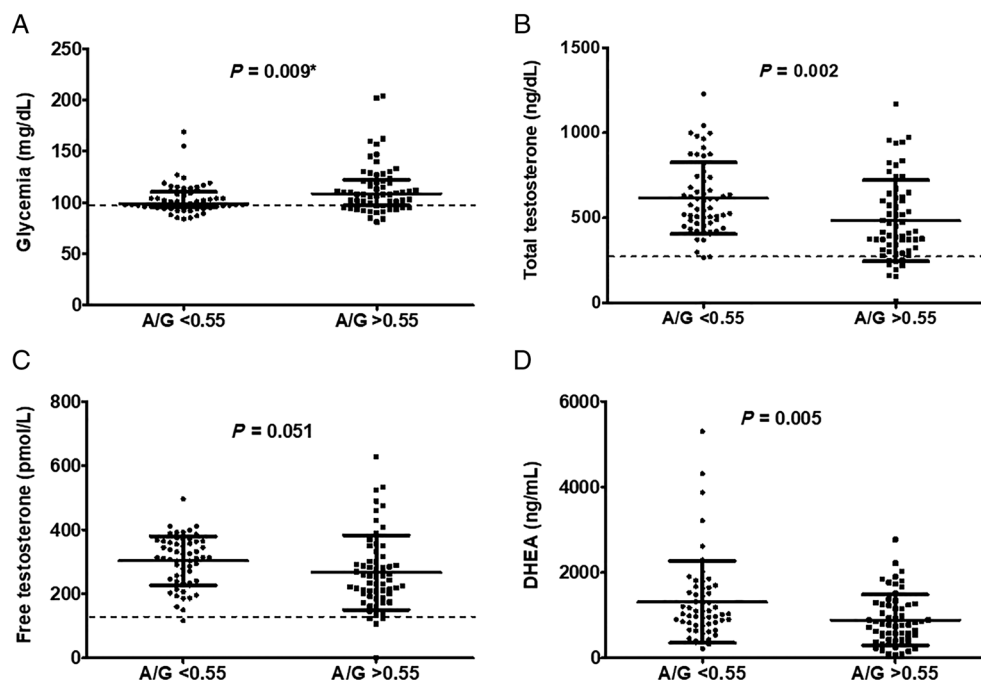 A
Glycemia (mg/dL)
250
200
150
100
50
0
P = 0.009*
A/G <0.55
A/G >0.55
B
Total testosterone (ng/dL)
1500
1000
500
0
P = 0.002
A/G <0.55
A/G >0.55
C
Free testosterone (pmol/L)
800
600
400
200
0
P = 0.051
A/G <0.55
A/G >0.55
D
DHEA (ng/mL)
6000
4000
2000
0
P = 0.005
A/G <0.55
A/G >0.55